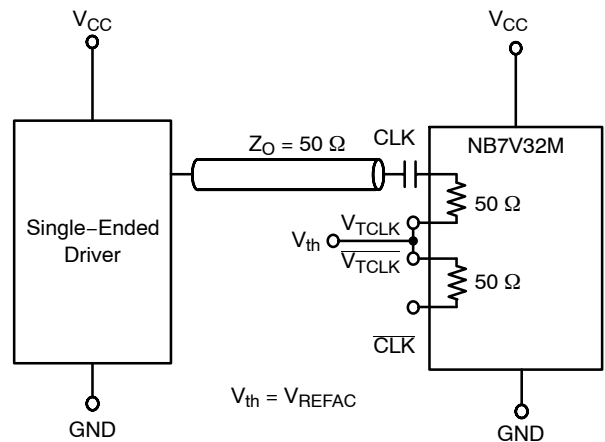 VCC
VCC
ZO = 50 Ω
CLK
NB7V32M
50 Ω
Single−Ended
Driver
VTCLK
Vth
VTCLK
50 Ω
CLK
Vth = VREFAC
GND
GND